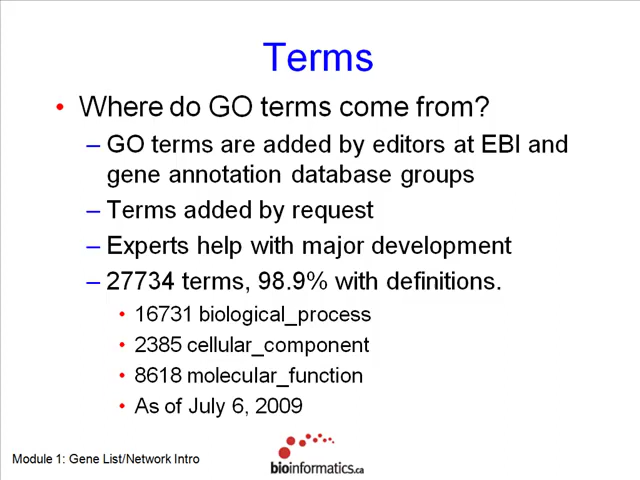 Terms
• Where do GO terms come from?
– GO terms are added by editors at EBI and
gene annotation database groups
– Terms added by request
– Experts help with major development
– 27734 terms, 98.9% with definitions.
• 16731 biological_process
• 2385 cellular_component
• 8618 molecular_function
• As of July 6, 2009
Module 1: Gene List/Network Intro
bioinformatics.ca